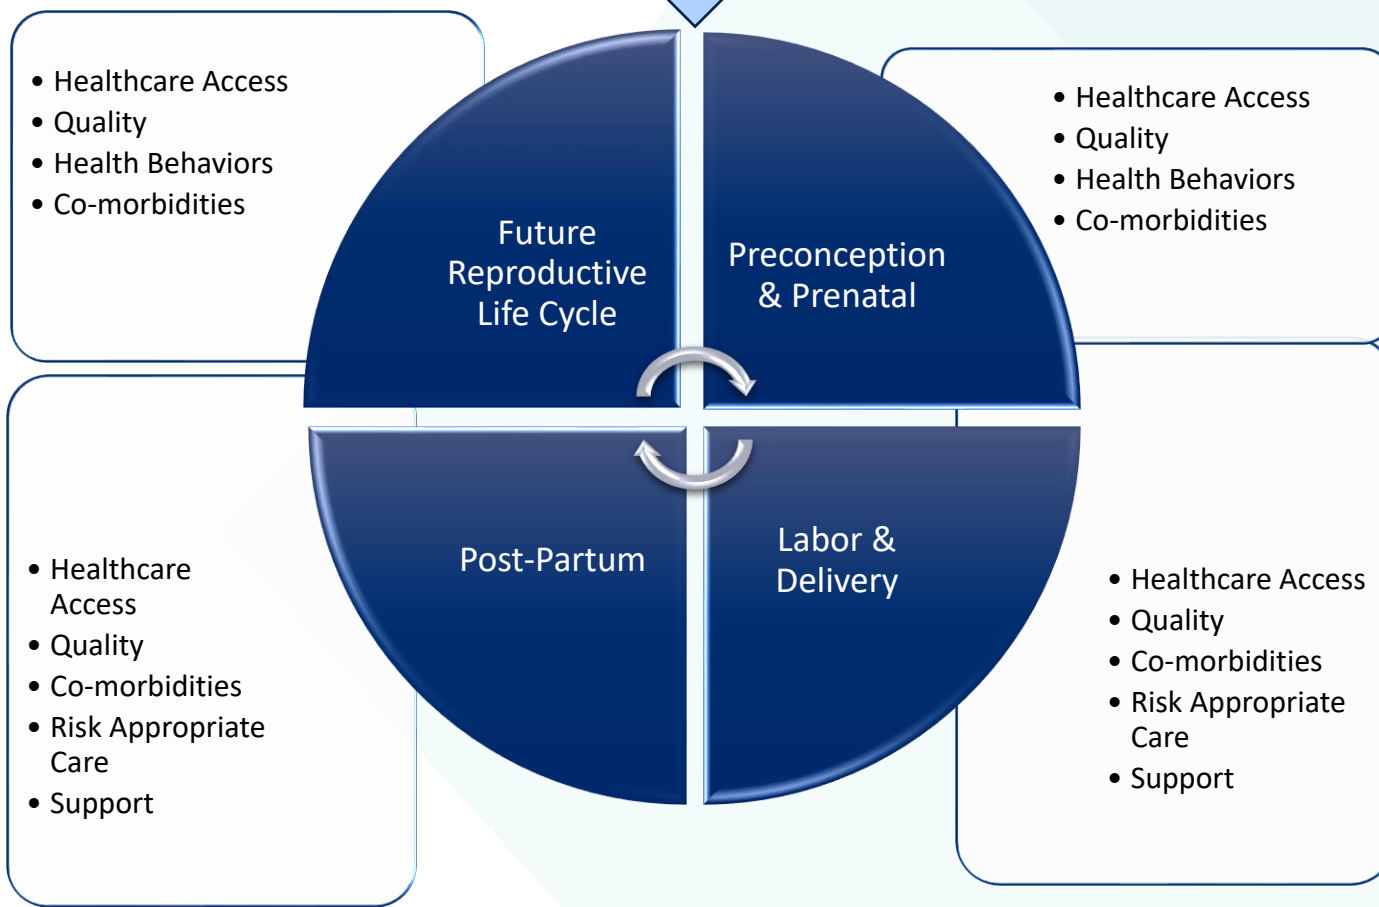 • Healthcare Access
• Quality
• Health Behaviors
• Co-morbidities
Future
Reproductive
Life Cycle
Preconception
& Prenatal
• Healthcare Access
• Quality
• Health Behaviors
• Co-morbidities
• Healthcare
Access
• Quality
• Co-morbidities
• Risk Appropriate
Care
• Support
Post-Partum
Labor &
Delivery
• Healthcare Access
• Quality
• Co-morbidities
• Risk Appropriate
Care
• Support